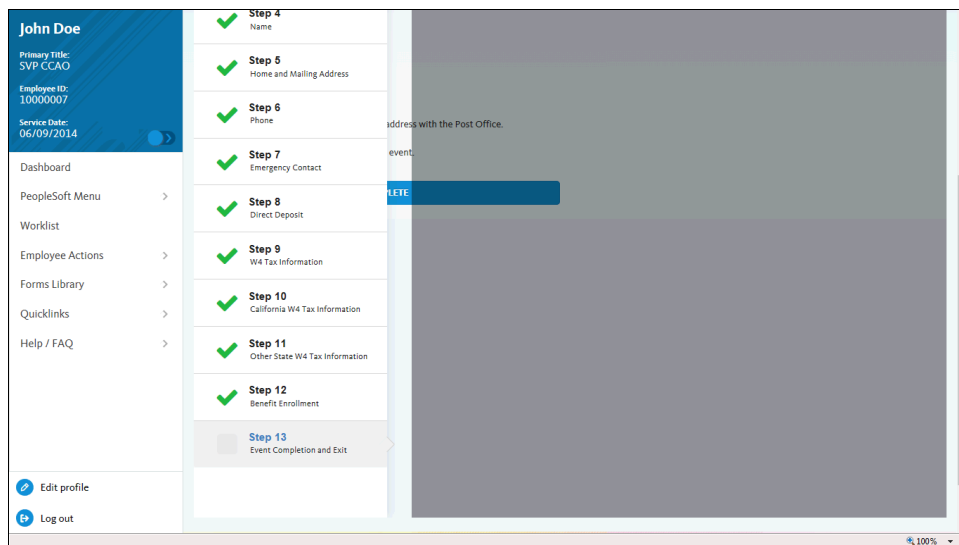 John Doe
Primary Title:
SVP CCAO
Employee ID:
10000007
Service Date:
06/09/2014
Dashboard
PeopleSoft Menu
Worklist
Employee Actions
Forms Library
Quicklinks
Help / FAQ
Edit profile
Log out
Step 4
Name
Step 5
Home and Mailing Address
Step 6
Phone
Step 7
Emergency Contact
Step 8
Direct Deposit
Step 9
W4 Tax Information
Step 10
California W4 Tax Information
Step 11
Other State W4 Tax Information
Step 12
Benefit Enrollment
Step 13
Event Completion and Exit
address with the Post Office.
event.
LETE
100%